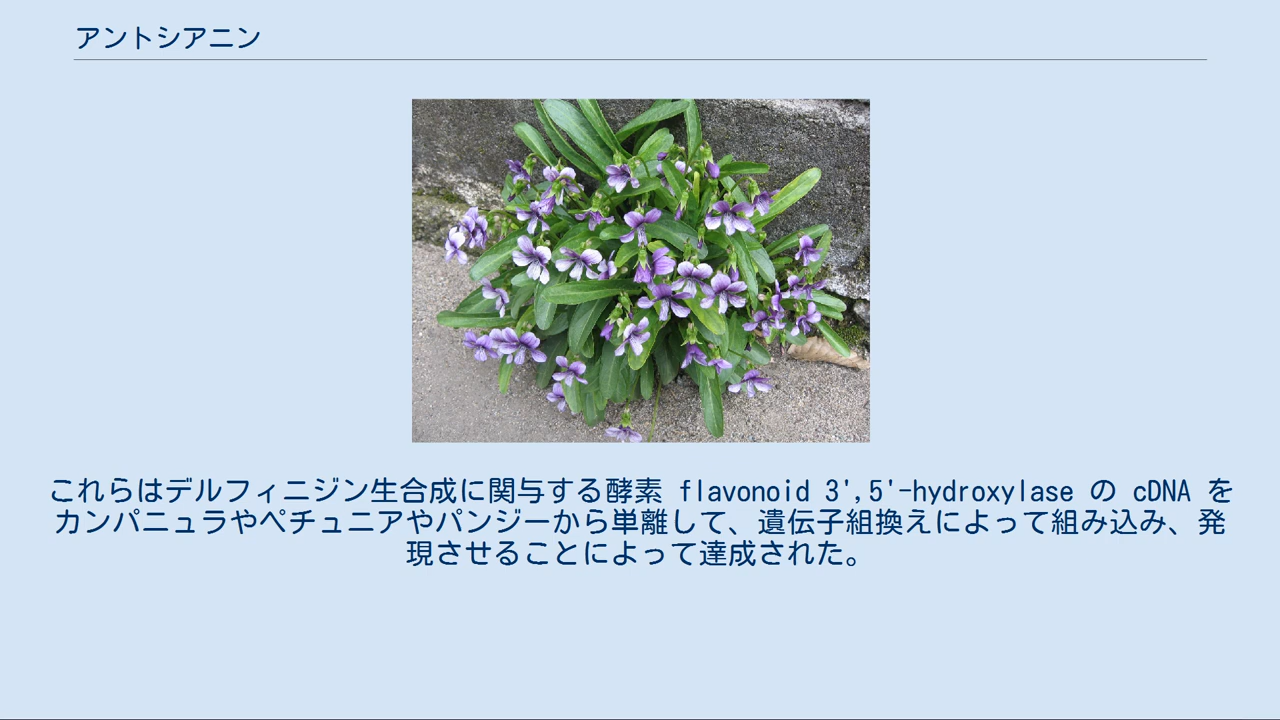 アントシアニン
これらはデルフィニジン生合成に関与する酵素 flavonoid 3',5'-hydroxylase の cDNA を
カンパニュラやペチュニアやパンジーから単離して、遺伝子組換えによって組み込み、発
現させることによって達成された。